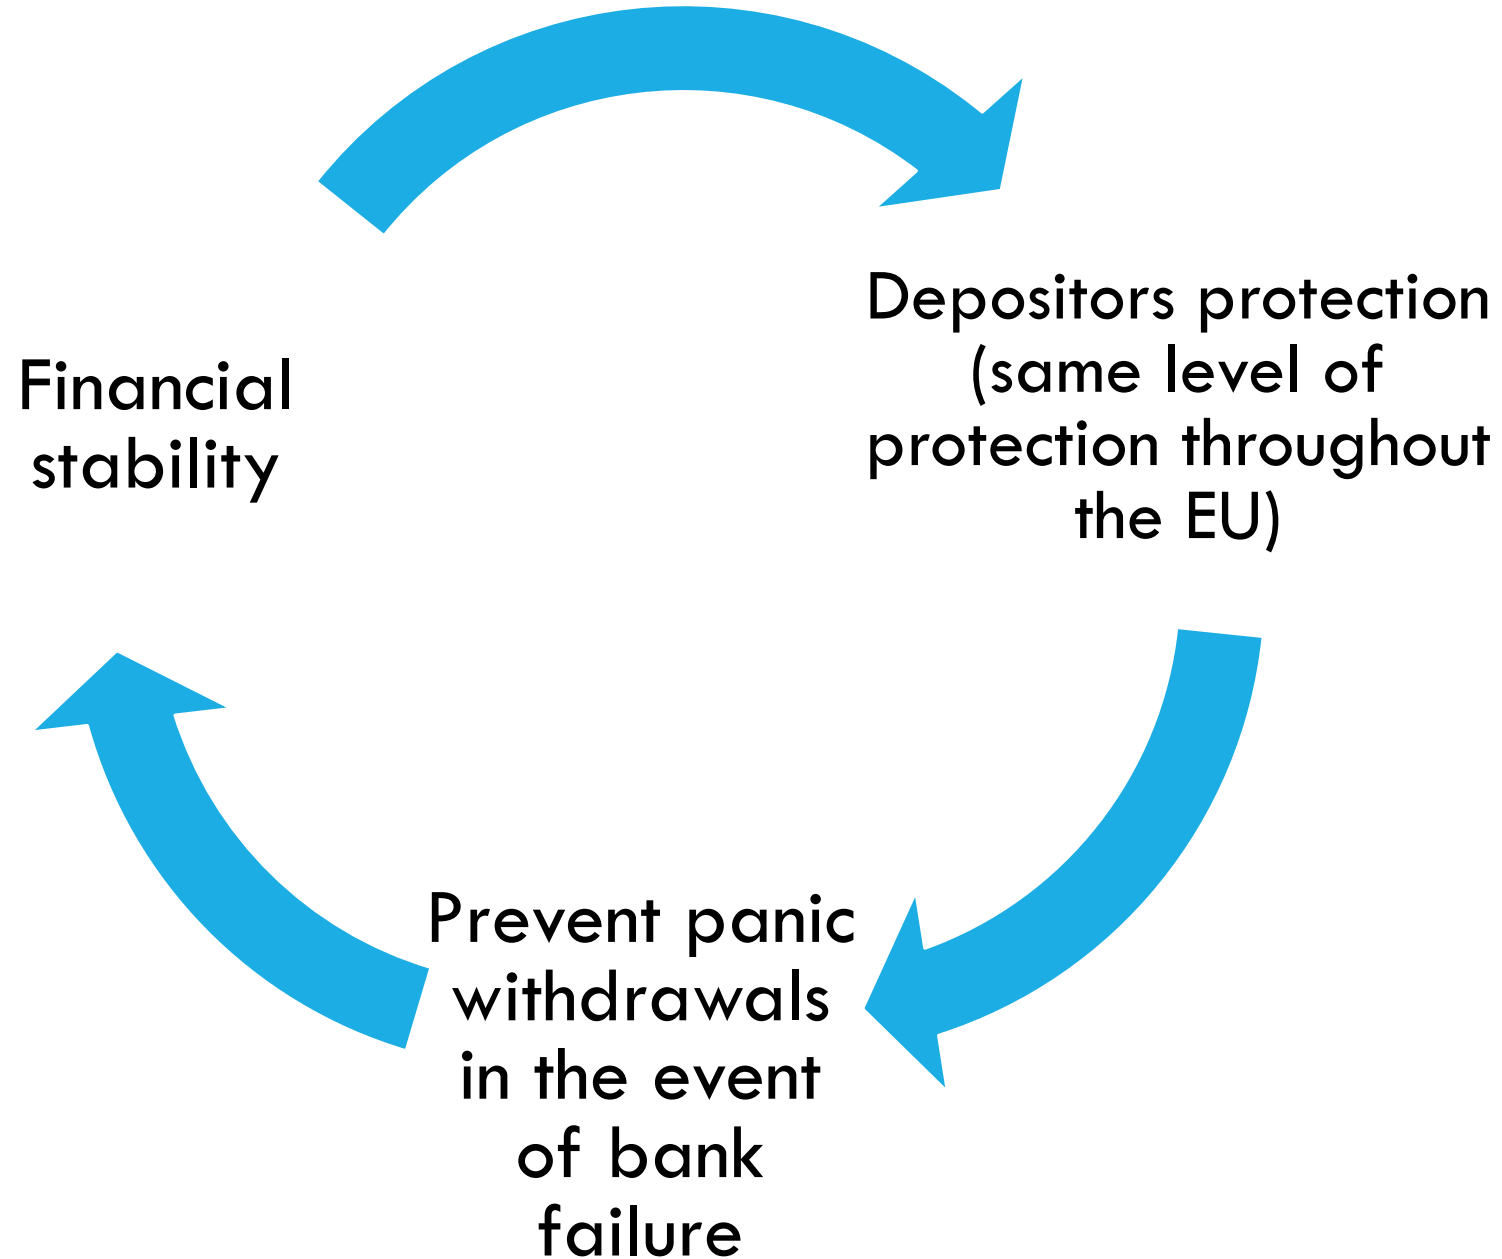 Financial
stability
Depositors protection
(same level of
protection throughout
the EU)
Prevent panic
withdrawals
in the event
of bank
failure